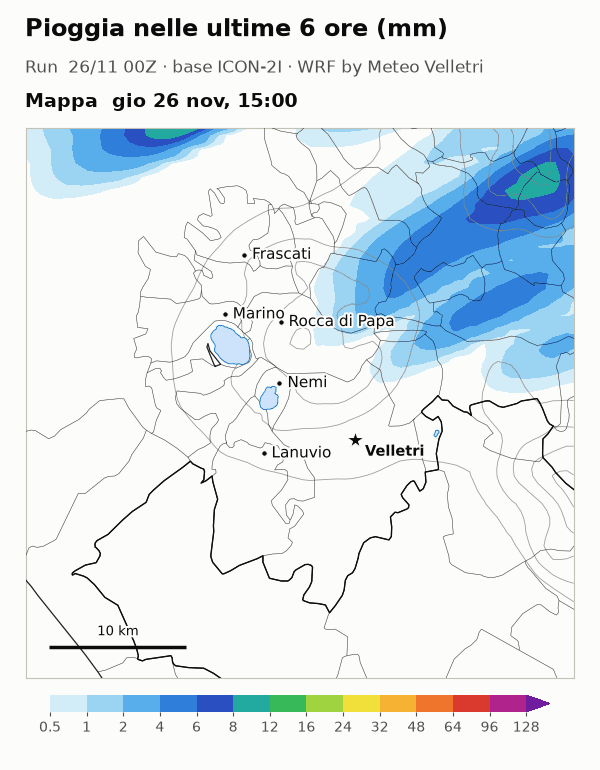 Pioggia nelle ultime 6 ore (mm)
Run 26/11 00Z · base ICON-2I · WRF by Meteo Velletri
Mappa gio 26 nov, 15:00
Frascati
Marino
Rocca di Papa
Nemi
Velletri
Lanuvio
10 km
0.5 1 2 4 6 8 12 16 24 32 48 64 96 128